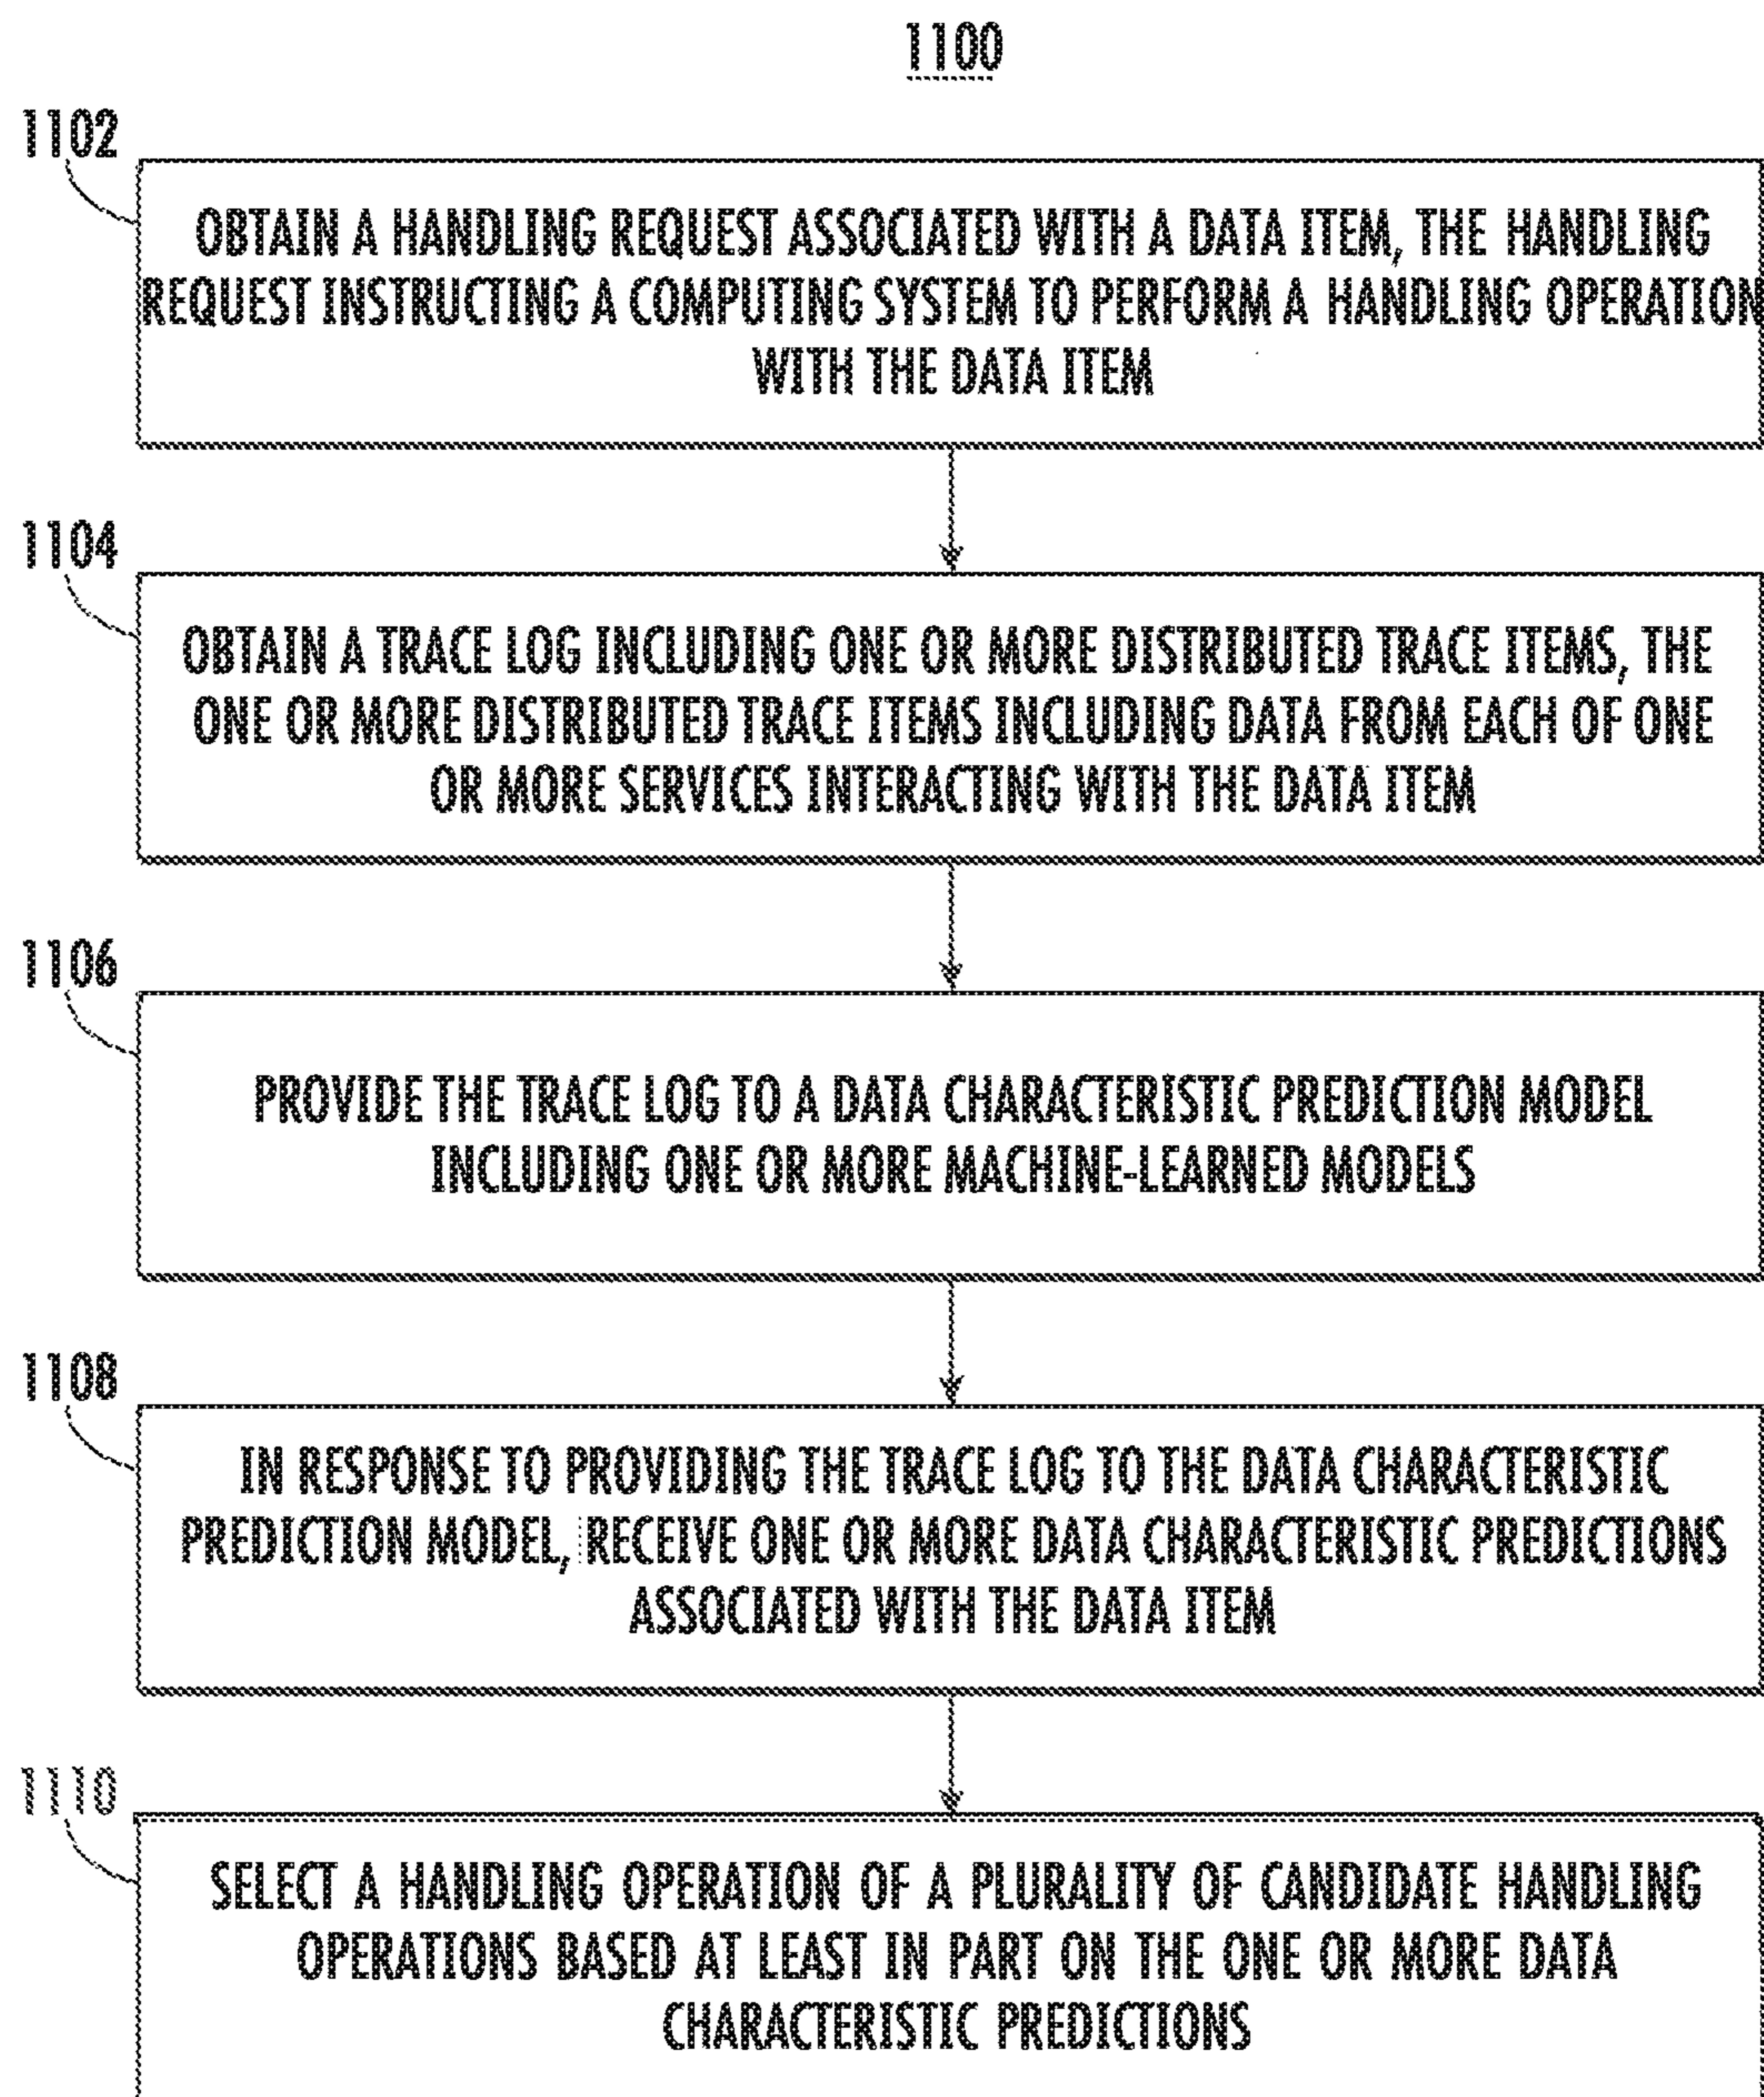 1100
1102
OBTAIN A HANDLING REQUEST ASSOCIATED WITH A DATA ITEM, THE HANDLING
REQUEST INSTRUCTING A COMPUTING SYSTEM TO PERFORM A HANDLING OPERATION
WITH THE DATA ITEM
1104
OBTAIN A TRACE LOG INCLUDING ONE OR MORE DISTRIBUTED TRACE ITEMS, THE
ONE OR MORE DISTRIBUTED TRACE ITEMS INCLUDING DATA FROM EACH OF ONE
OR MORE SERVICES INTERACTING WITH THE DATA ITEM
1106
PROVIDE THE TRACE LOG TO A DATA CHARACTERISTIC PREDICTION MODEL
INCLUDING ONE OR MORE MACHINE-LEARNED MODELS
1108
IN RESPONSE TO PROVIDING THE TRACE LOG TO THE DATA CHARACTERISTIC
PREDICTION MODEL, RECEIVE ONE OR MORE DATA CHARACTERISTIC PREDICTIONS
ASSOCIATED WITH THE DATA ITEM
1110
SELECT A HANDLING OPERATION OF A PLURALITY OF CANDIDATE HANDLING
OPERATIONS BASED AT LEAST IN PART ON THE ONE OR MORE DATA
CHARACTERISTIC PREDICTIONS